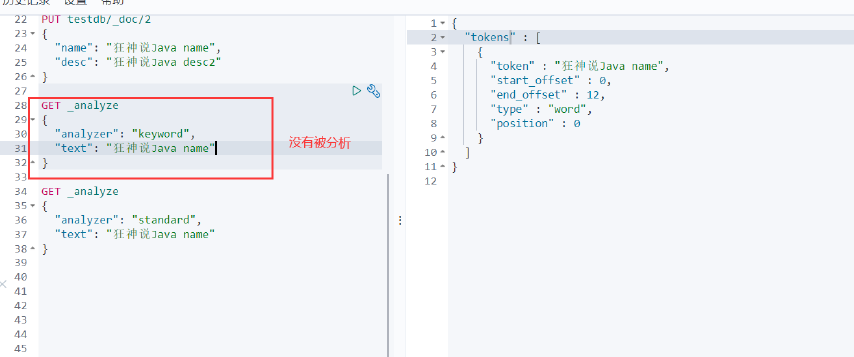 历史记录 设置 帮助
22 PUT testdb/_doc/2
23 {
24 "name": "狂神说Java name",
25 "desc": "狂神说Java desc2"
26 }
27
28 GET _analyze
29 {
30 "analyzer": "keyword",
31 "text": "狂神说Java name"
32 }
33
没有被分析
34 GET _analyze
35 {
36 "analyzer": "standard",
37 "text": "狂神说Java name"
38 }
39
40
41
42
43
44
45
1 {
2 "tokens" : [
3 {
4 "token" : "狂神说Java name",
5 "start_offset" : 0,
6 "end_offset" : 12,
7 "type" : "word",
8 "position" : 0
9 }
10 ]
11 }
12